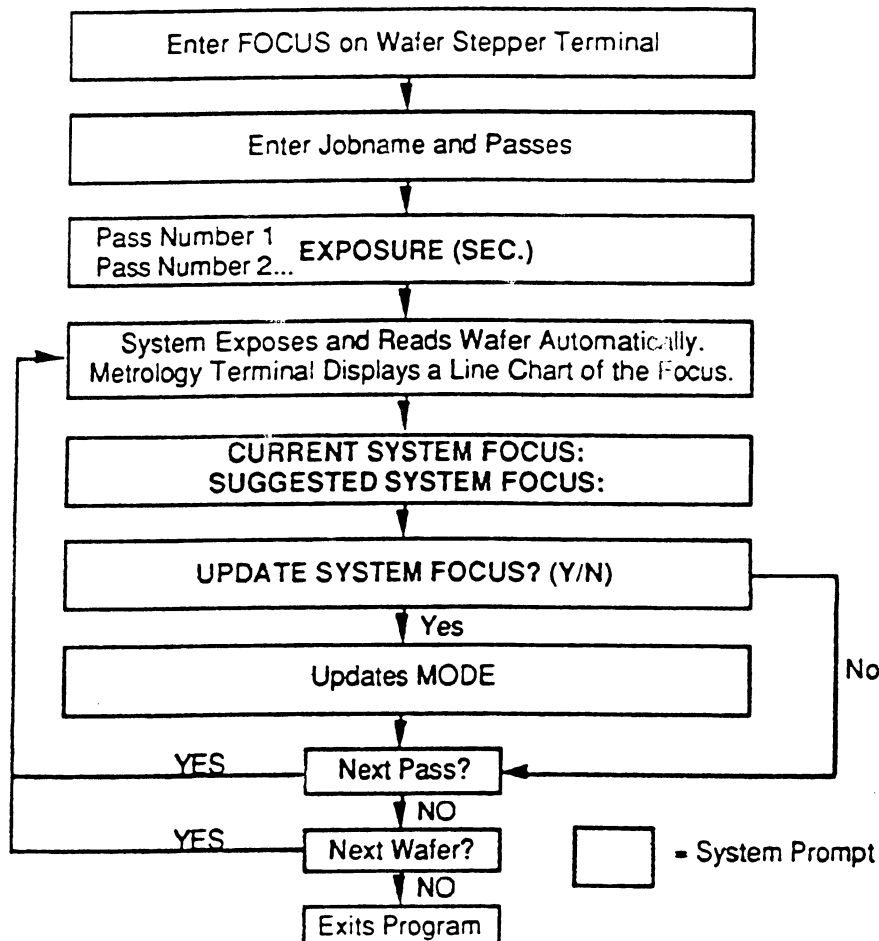 Enter FOCUS on Wafer Stepper Terminal
Enter Jobname and Passes
Pass Number 1
Pass Number 2... EXPOSURE (SEC.)
System Exposes and Reads Wafer Automatically.
Metrology Terminal Displays a Line Chart of the Focus.
CURRENT SYSTEM FOCUS:
SUGGESTED SYSTEM FOCUS:
UPDATE SYSTEM FOCUS? (Y/N)
Yes
No
Updates MODE
YES
Next Pass?
NO
YES
Next Wafer?
= System Prompt
NO
Exits Program